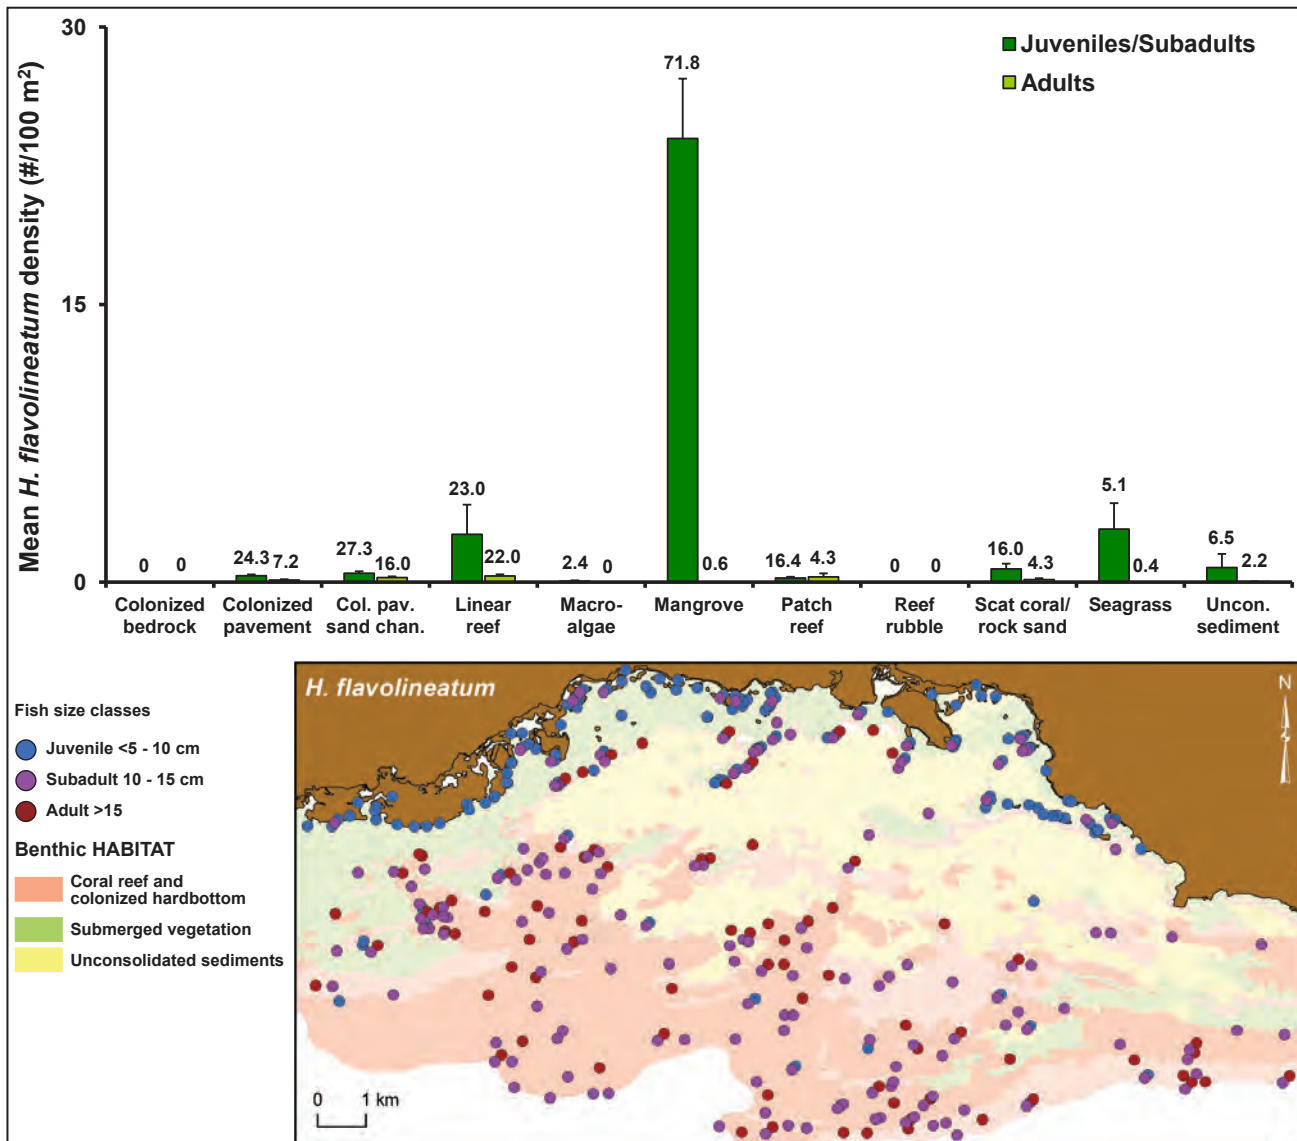 Mean H. flavolineatum density (#/100 m²)
30
15
0
Juveniles/Subadults
Adults
0 0
24.3 7.2
27.3 16.0
23.0 22.0
2.4 0
71.8 0.6
16.4 4.3
0 0
16.0 4.3
5.1 0.4
6.5 2.2
Colonized
bedrock
Colonized
pavement
Col. pav.
sand chan.
Linear
reef
Macro-
algae
Mangrove
Patch
reef
Reef
rubble
Scat coral/
rock sand
Seagrass
Uncon.
sediment
Fish size classes
Juvenile <5 - 10 cm
Subadult 10 - 15 cm
Adult >15
Benthic HABITAT
Coral reef and
colonized hardbottom
Submerged vegetation
Unconsolidated sediments
H. flavolineatum
N
0 1 km